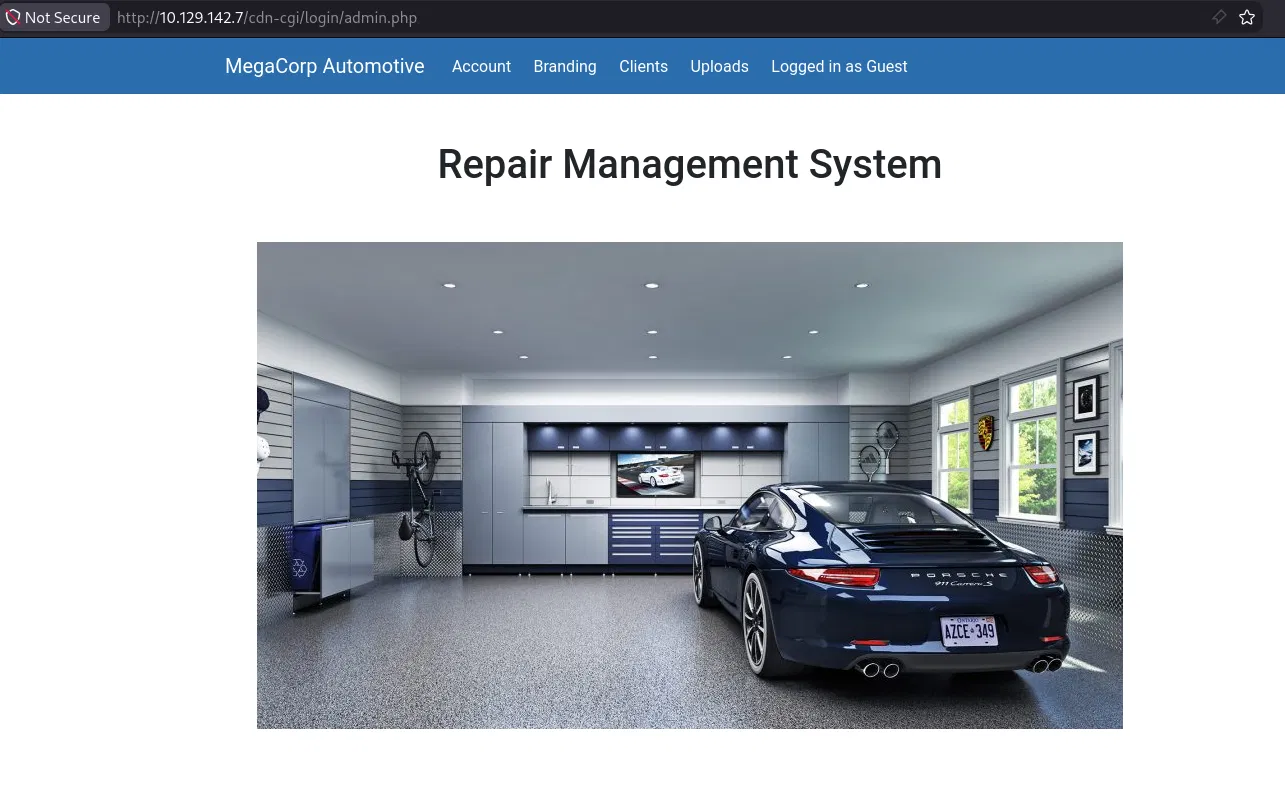 Not Secure http://10.129.142.7/cdn-cgi/login/admin.php
MegaCorp Automotive Account Branding Clients Uploads Logged in as Guest
Repair Management System
PORSCHE
911 Carrera S
ONTARIO
AZCE 349